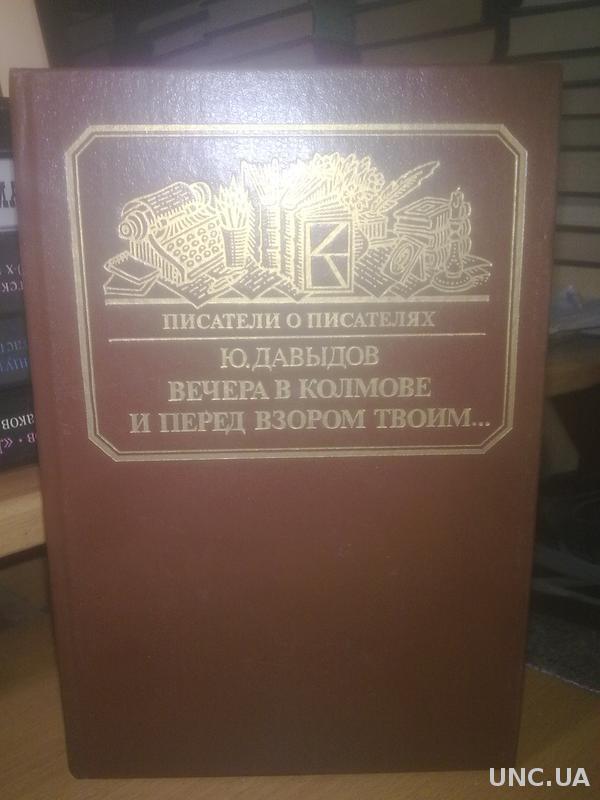 ПИСАТЕЛИ О ПИСАТЕЛЯХ
Ю.ДАВЫДОВ
ВЕЧЕРА В КОЛМОВЕ
И ПЕРЕД ВЗОРОМ ТВОИМ...
UNC.UA